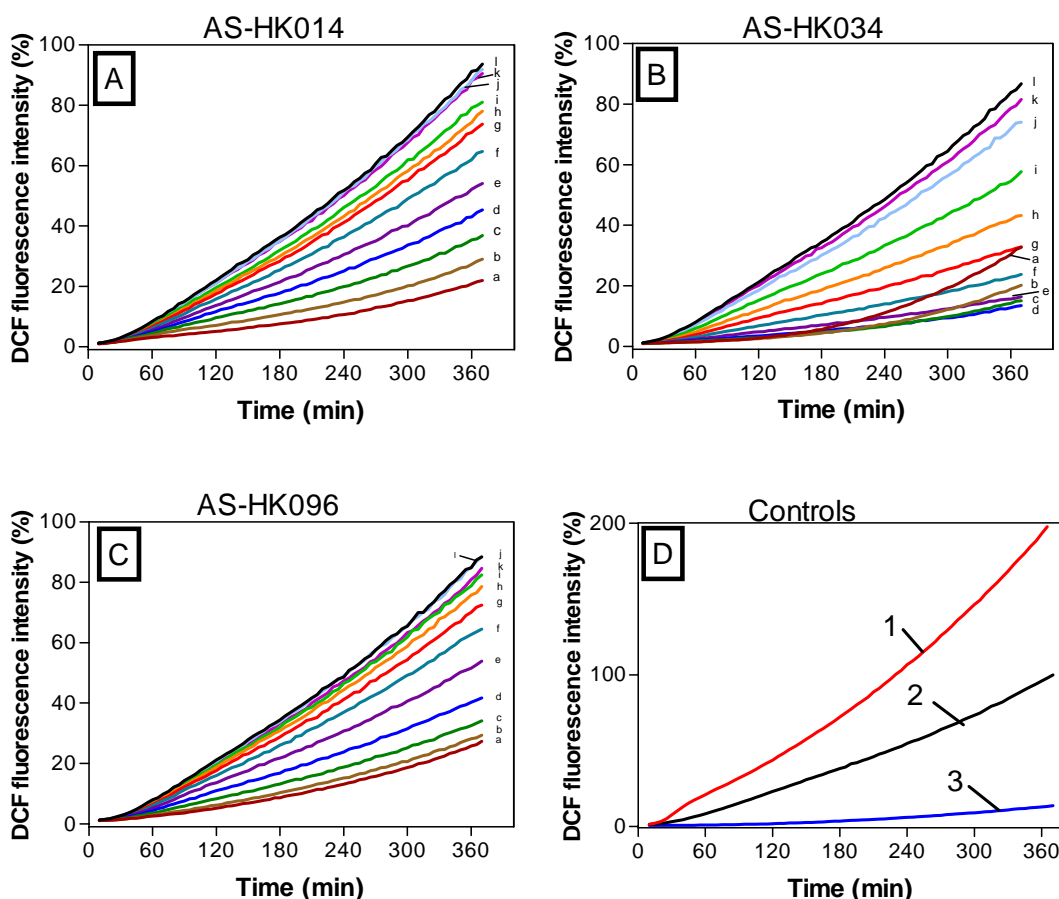 AS-HK014
A
DCF fluorescence intensity (%)
100
80
60
40
20
0
l
k
j
i
h
g
f
e
d
c
b
a
0 60 120 180 240 300 360
Time (min)
AS-HK034
B
DCF fluorescence intensity (%)
100
80
60
40
20
0
l
k
j
i
h
g
a
f
b
e
c
d
0 60 120 180 240 300 360
Time (min)
AS-HK096
C
DCF fluorescence intensity (%)
100
80
60
40
20
0
l
j
k
i
h
g
f
e
d
c
b
a
0 60 120 180 240 300 360
Time (min)
Controls
D
DCF fluorescence intensity (%)
200
100
0
1
2
3
0 60 120 180 240 300 360
Time (min)